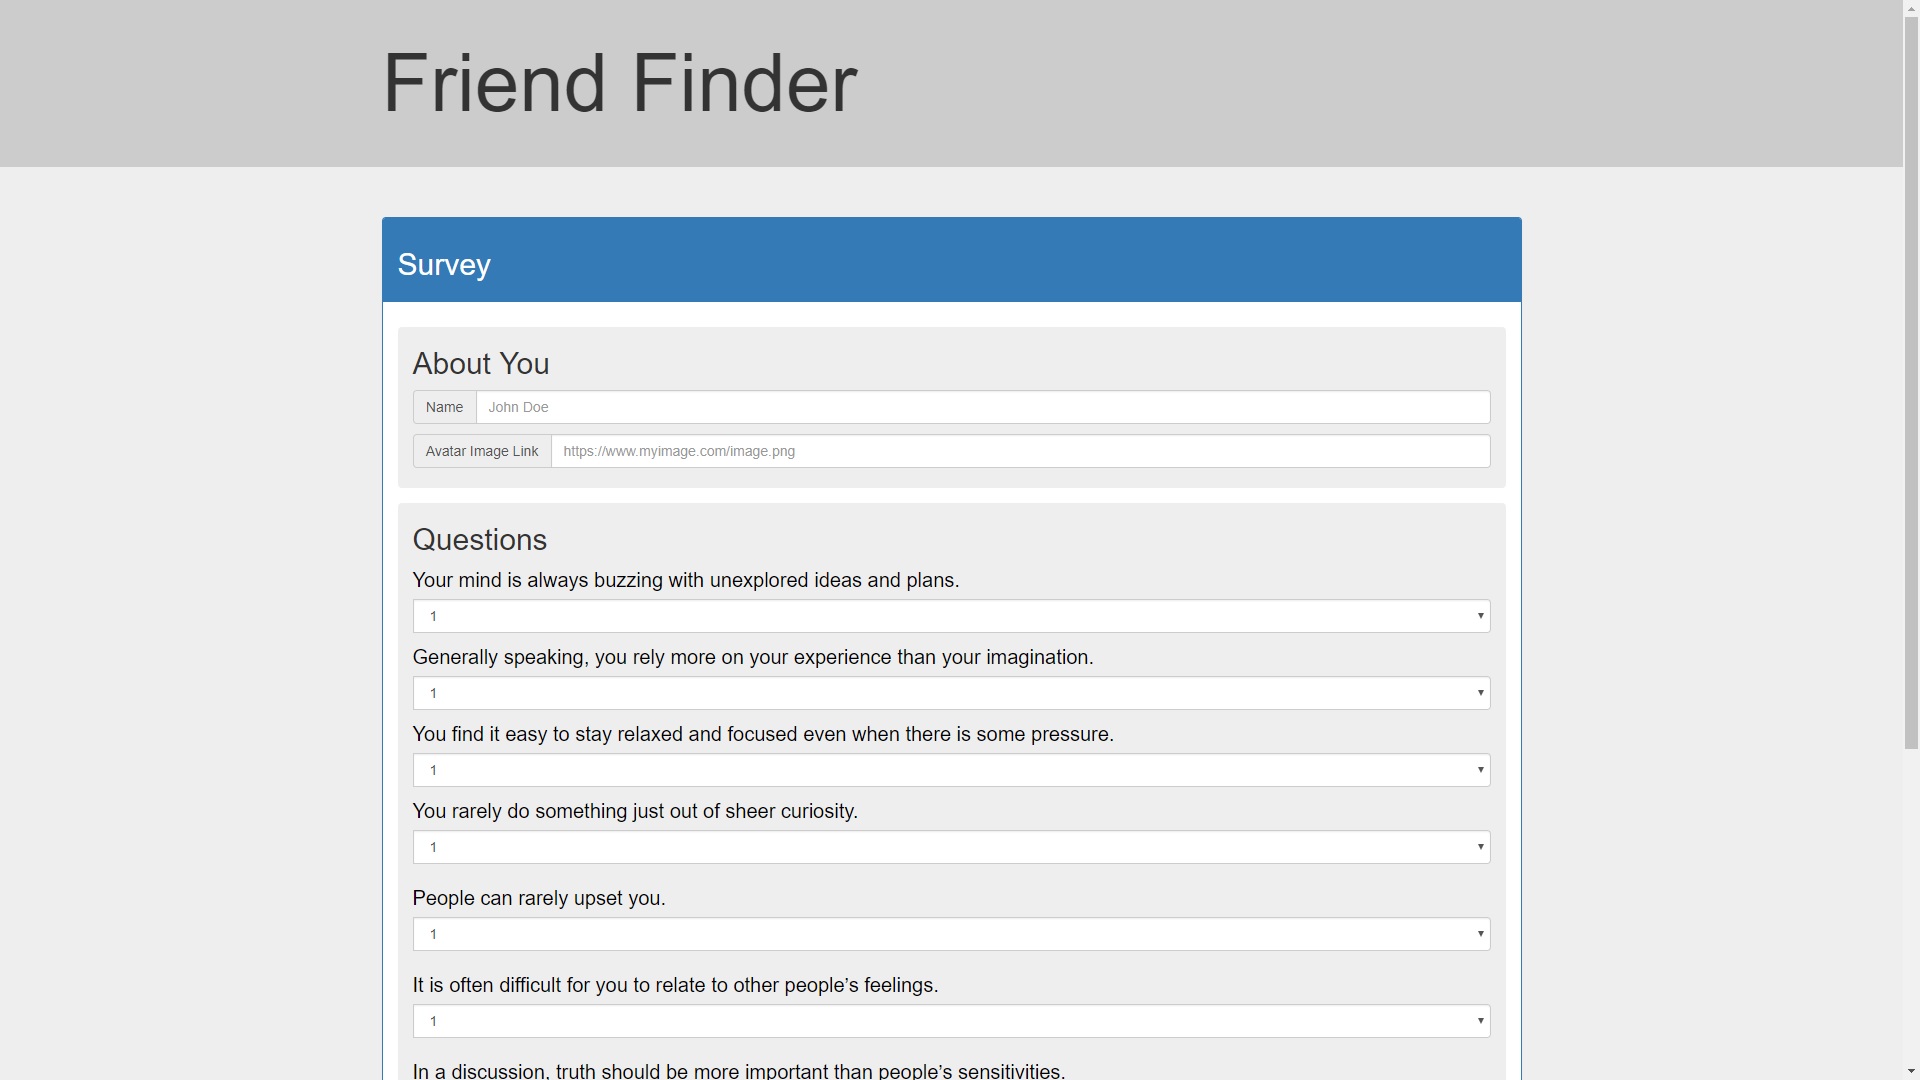 Friend Finder
Survey
About You
Name John Doe
Avatar Image Link https://www.myimage.com/image.png
Questions
Your mind is always buzzing with unexplored ideas and plans.
1
Generally speaking, you rely more on your experience than your imagination.
1
You find it easy to stay relaxed and focused even when there is some pressure.
1
You rarely do something just out of sheer curiosity.
1
People can rarely upset you.
1
It is often difficult for you to relate to other people’s feelings.
1
In a discussion, truth should be more important than people’s sensitivities.